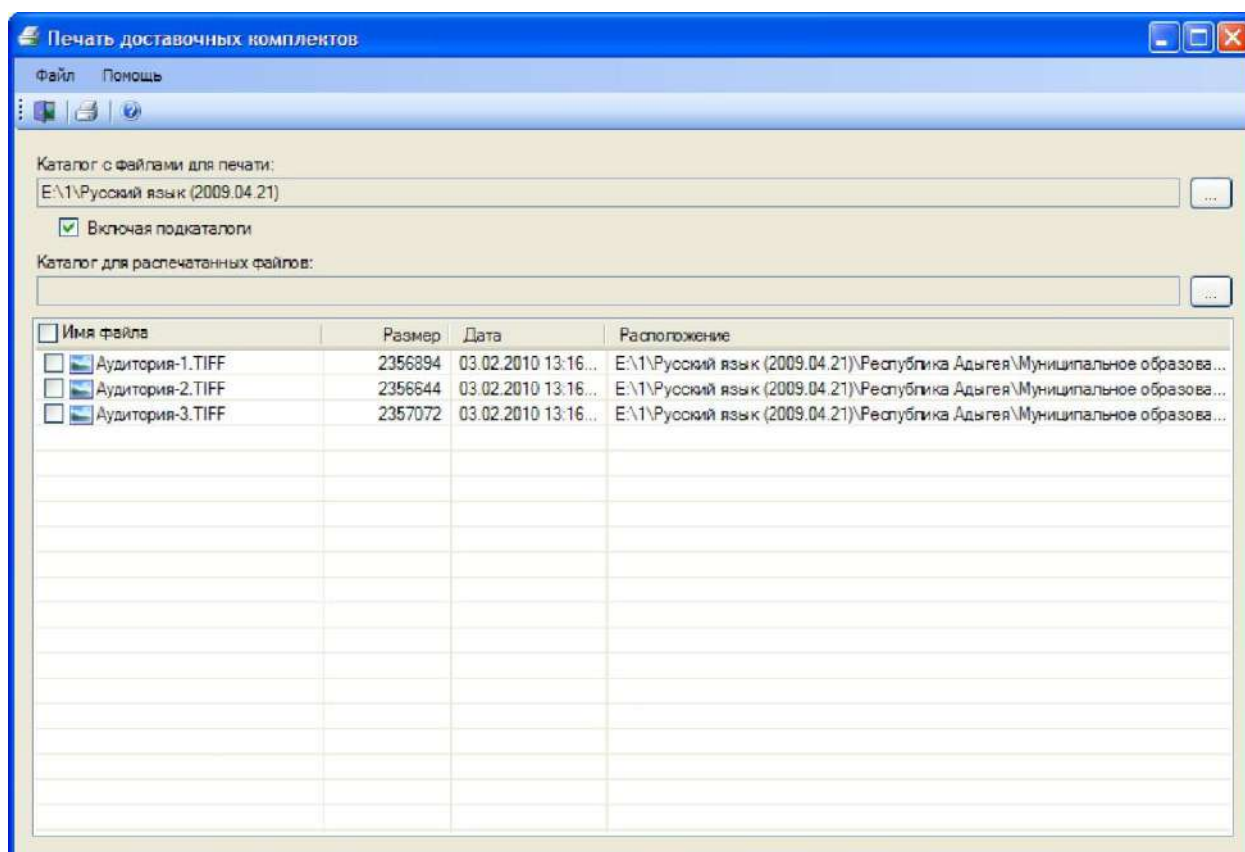 Печать доставочных комплектов
Файл Помощь
Каталог с файлами для печати:
E:\1\Русский язык (2009.04.21)
...
Включая подкаталоги
Каталог для распечатанных файлов:
...
Имя файла Размер Дата Расположение
Аудитория-1.TIFF 2356894 03.02.2010 13:16... E:\1\Русский язык (2009.04.21)\Республика Адыгея\Муниципальное образова...
Аудитория-2.TIFF 2356644 03.02.2010 13:16... E:\1\Русский язык (2009.04.21)\Республика Адыгея\Муниципальное образова...
Аудитория-3.TIFF 2357072 03.02.2010 13:16... E:\1\Русский язык (2009.04.21)\Республика Адыгея\Муниципальное образова...